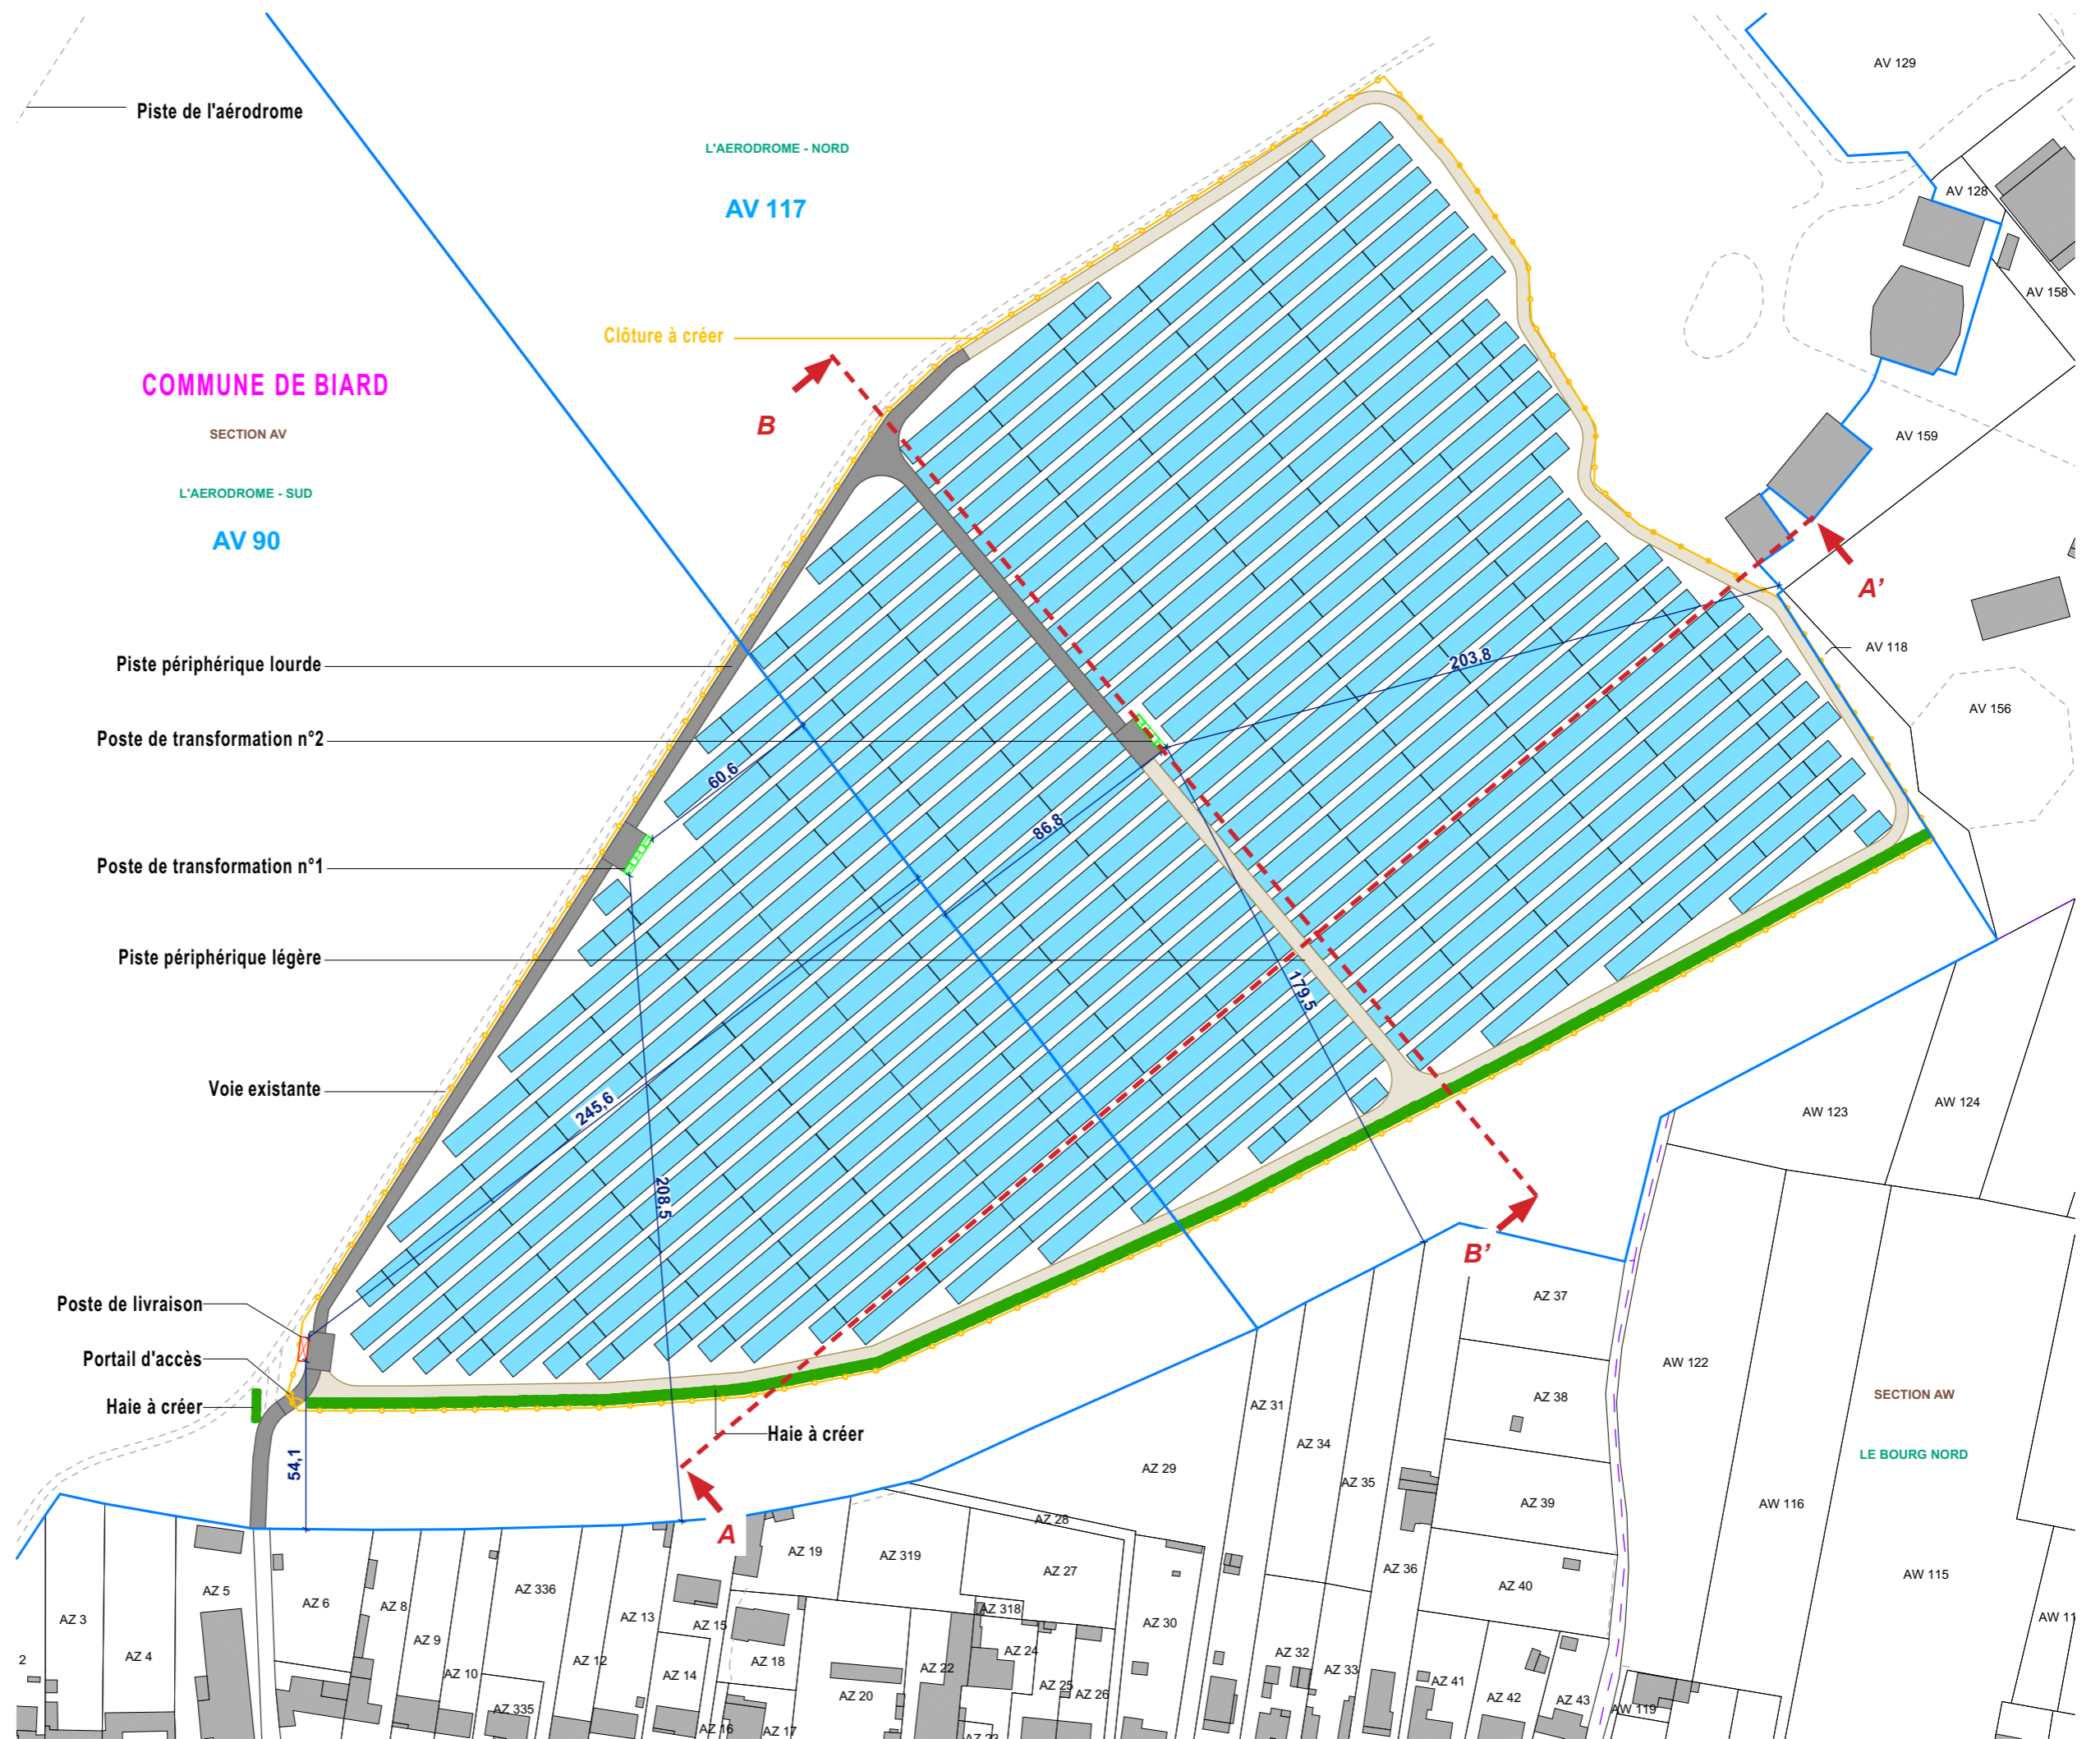 AV 129
Piste de l'aérodrome
L'AERODROME - NORD
AV 117
AV 128
AV 158
Clôture à créer
COMMUNE DE BIARD
B
SECTION AV
AV 159
L'AERODROME - SUD
AV 90
A'
AV 118
203,8
Piste périphérique lourde
AV 156
Poste de transformation n°2
60,6
86,8
Poste de transformation n°1
Piste périphérique légère
179,5
Voie existante
245,6
AW 123
AW 124
208,5
B'
AZ 37
Poste de livraison
Portail d'accès
AW 122
Haie à créer
AZ 38
SECTION AW
AZ 31
Haie à créer
AZ 34
LE BOURG NORD
54,1
AZ 29
AZ 35
AZ 39
AW 116
A
AZ 28
AZ 19
AZ 319
AZ 27
AZ 36
AZ 40
AW 115
AZ 5
AZ 336
AZ 6
AZ 8
AZ 318
AZ 3
AZ 13
AZ 15
AZ 30
AW 11
AZ 9
AZ 24
AZ 32
2
AZ 4
AZ 10
AZ 12
AZ 14
AZ 18
AZ 22
AZ 33
AZ 41
AZ 25
AZ 26
AZ 20
AZ 42
AZ 43
AZ 335
AW 119
AZ 16
AZ 17
AZ 23